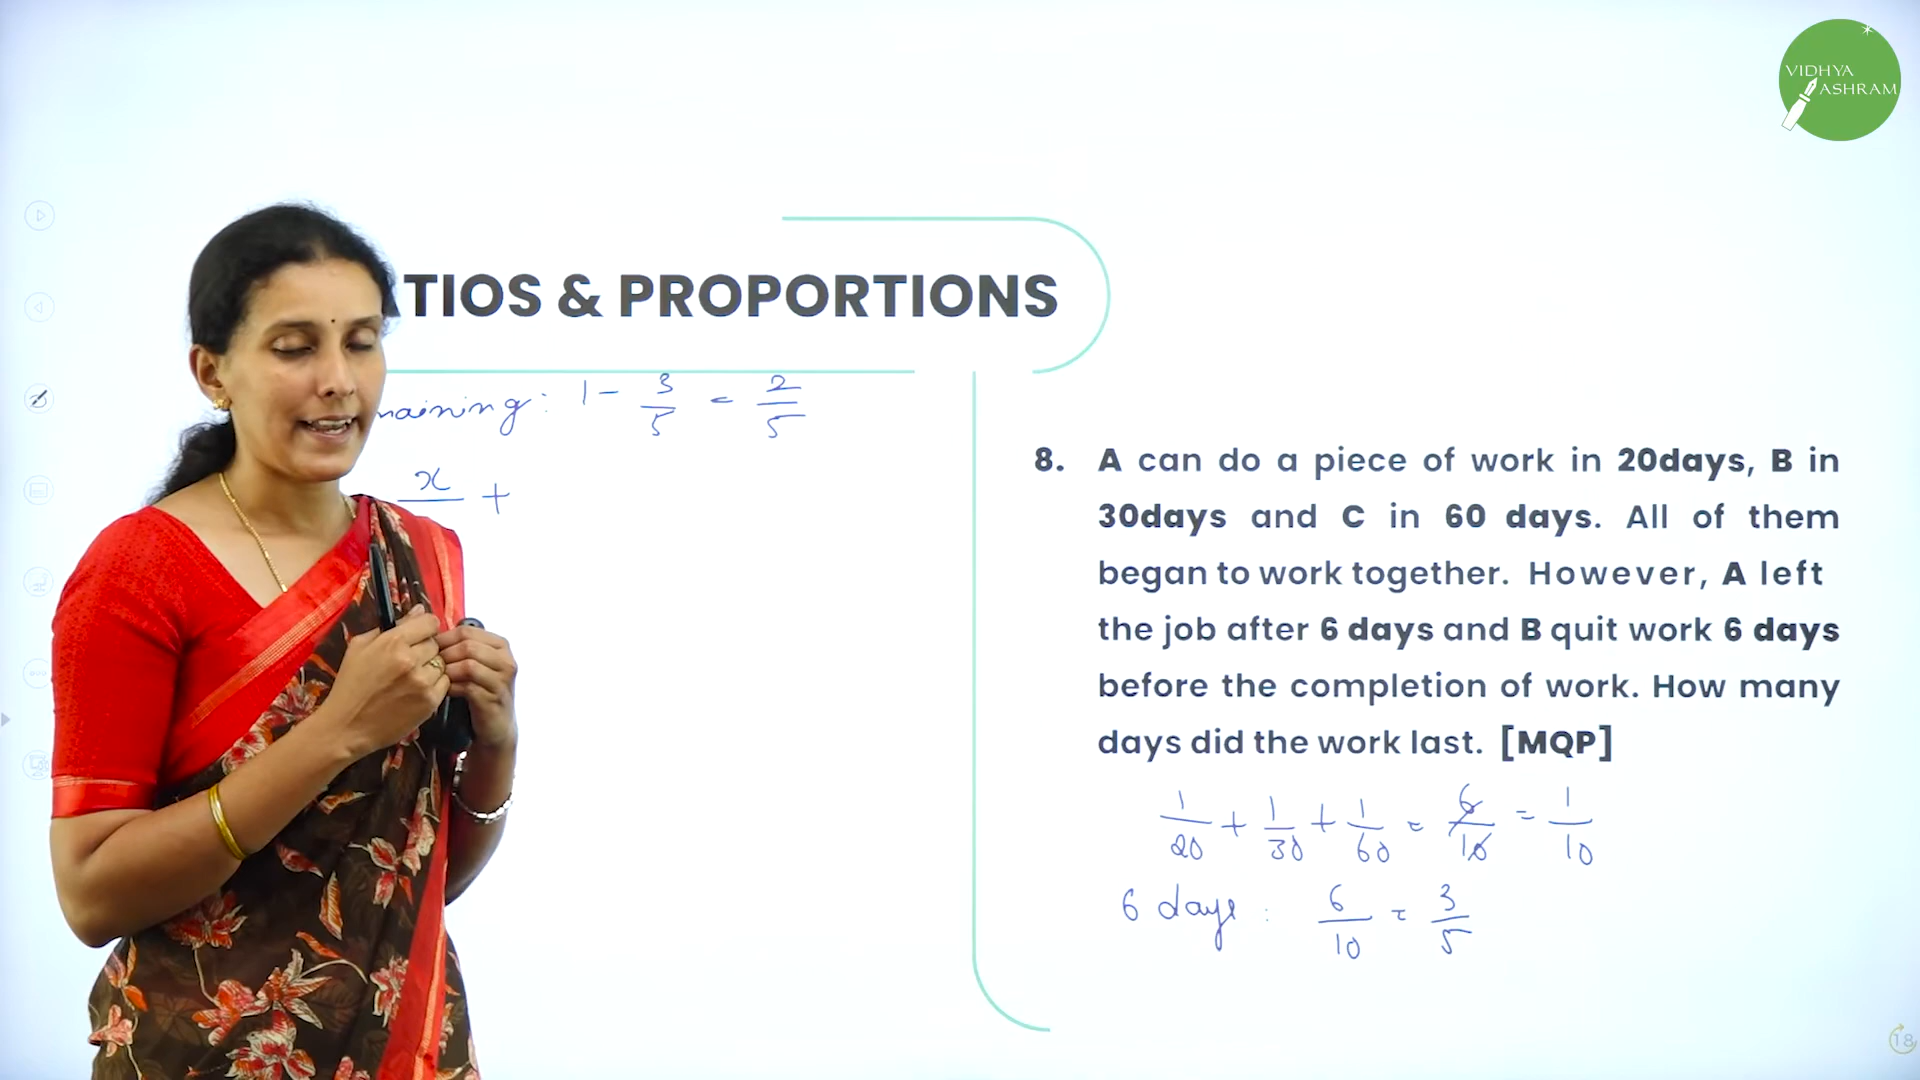 VIDHYA
ASHRAM
TIOS & PROPORTIONS
maining : 1 - 3/5 = 2/5
x +
8. A can do a piece of work in 20days, B in
30days and C in 60 days. All of them
began to work together. However, A left
the job after 6 days and B quit work 6 days
before the completion of work. How many
days did the work last. [MQP]
1/20 + 1/30 + 1/60 = 6/10 = 1/10
6 days : 6/10 = 3/5
18